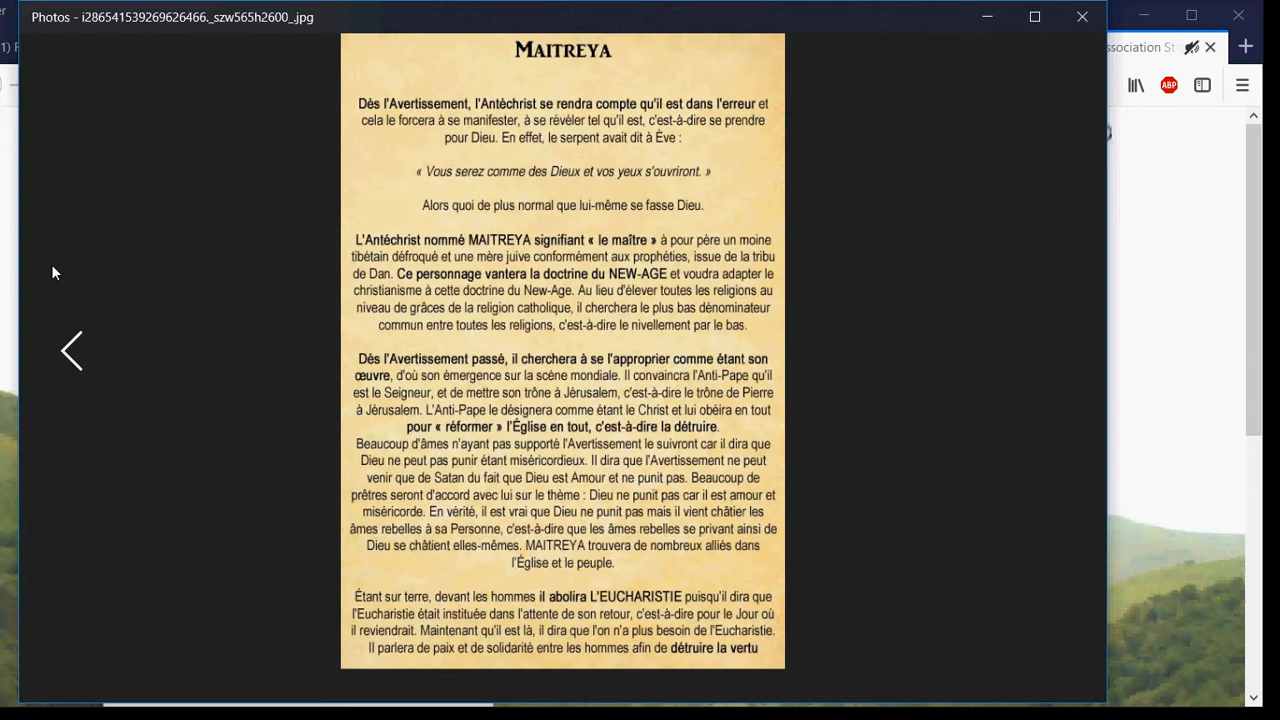 Photos - i286541539269626466._szw565h2600_.jpg
ssociation St
ABP
MAITREYA
Dès l'Avertissement, l'Antéchrist se rendra compte qu'il est dans l'erreur et
cela le forcera à se manifester, à se révéler tel qu'il est, c'est-à-dire se prendre
pour Dieu. En effet, le serpent avait dit à Ève :
« Vous serez comme des Dieux et vos yeux s'ouvriront. »
Alors quoi de plus normal que lui-même se fasse Dieu.
L'Antéchrist nommé MAITREYA signifiant « le maître » à pour père un moine
tibétain défroqué et une mère juive conformément aux prophéties, issue de la tribu
de Dan. Ce personnage vantera la doctrine du NEW-AGE et voudra adapter le
christianisme à cette doctrine du New-Age. Au lieu d'élever toutes les religions au
niveau de grâces de la religion catholique, il cherchera le plus bas dénominateur
commun entre toutes les religions, c'est-à-dire le nivellement par le bas.
Dès l'Avertissement passé, il cherchera à se l'approprier comme étant son
œuvre, d'où son émergence sur la scène mondiale. Il convaincra l'Anti-Pape qu'il
est le Seigneur, et de mettre son trône à Jérusalem, c'est-à-dire le trône de Pierre
à Jérusalem. L'Anti-Pape le désignera comme étant le Christ et lui obéira en tout
pour « réformer » l'Église en tout, c'est-à-dire la détruire.
Beaucoup d'âmes n'ayant pas supporté l'Avertissement le suivront car il dira que
Dieu ne peut pas punir étant miséricordieux. Il dira que l'Avertissement ne peut
venir que de Satan du fait que Dieu est Amour et ne punit pas. Beaucoup de
prêtres seront d'accord avec lui sur le thème : Dieu ne punit pas car il est amour et
miséricorde. En vérité, il est vrai que Dieu ne punit pas mais il vient châtier les
âmes rebelles à sa Personne, c'est-à-dire que les âmes rebelles se privant ainsi de
Dieu se châtient elles-mêmes. MAITREYA trouvera de nombreux alliés dans
l'Église et le peuple.
Étant sur terre, devant les hommes il abolira L'EUCHARISTIE puisqu'il dira que
l'Eucharistie était instituée dans l'attente de son retour, c'est-à-dire pour le Jour où
il reviendrait. Maintenant qu'il est là, il dira que l'on n'a plus besoin de l'Eucharistie.
Il parlera de paix et de solidarité entre les hommes afin de détruire la vertu